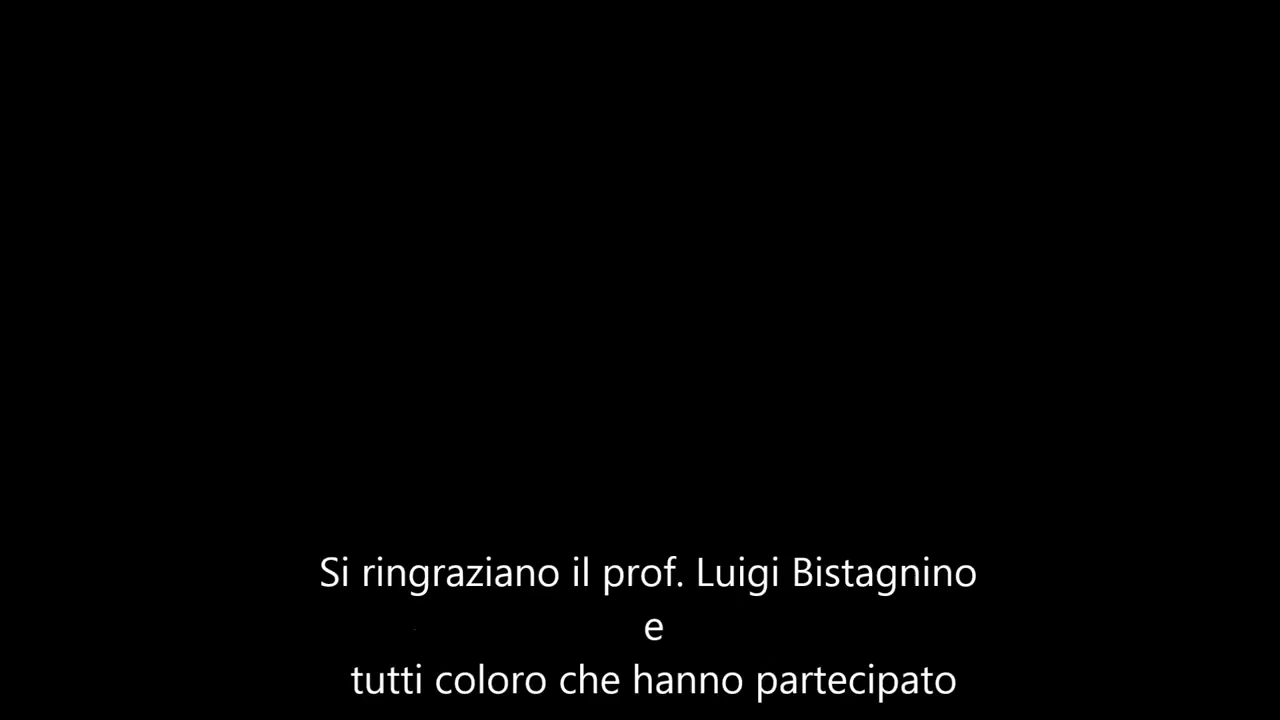 Si ringraziano il prof. Luigi Bistagnino
e
tutti coloro che hanno partecipato